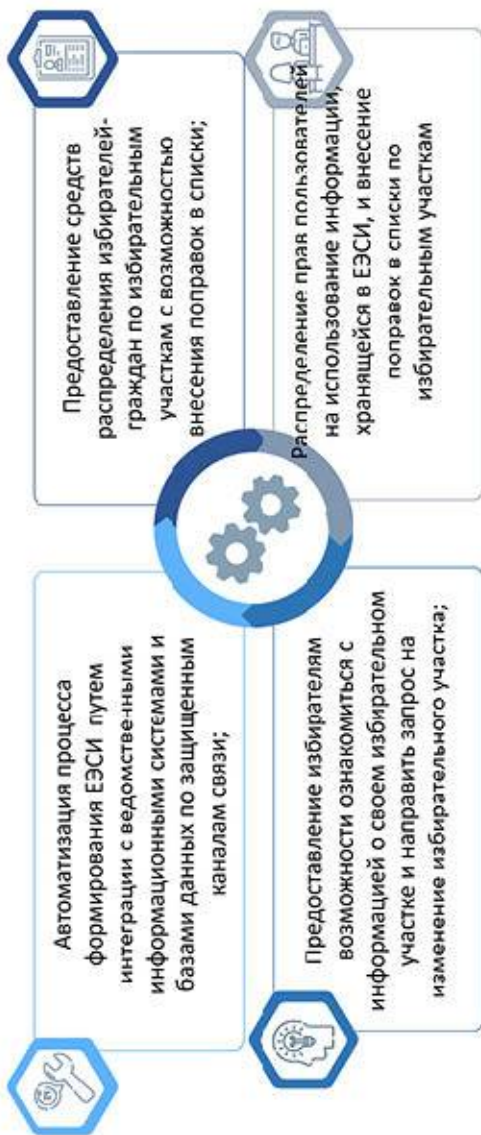 Автоматизация процесса
формирования ЕЭСИ путем
интеграции с ведомственными
информационными системами и
базами данных по защищенным
каналам связи;
Предоставление средств
распределения избирателей-
граждан по избирательным
участкам с возможностью
внесения поправок в списки;
Предоставление избирателям
возможности ознакомиться с
информацией о своем избирательном
участке и направить запрос на
изменение избирательного участка;
Распределение прав пользователей
на использование информации,
хранящейся в ЕЭСИ, и внесение
поправок в списки по
избирательным участкам